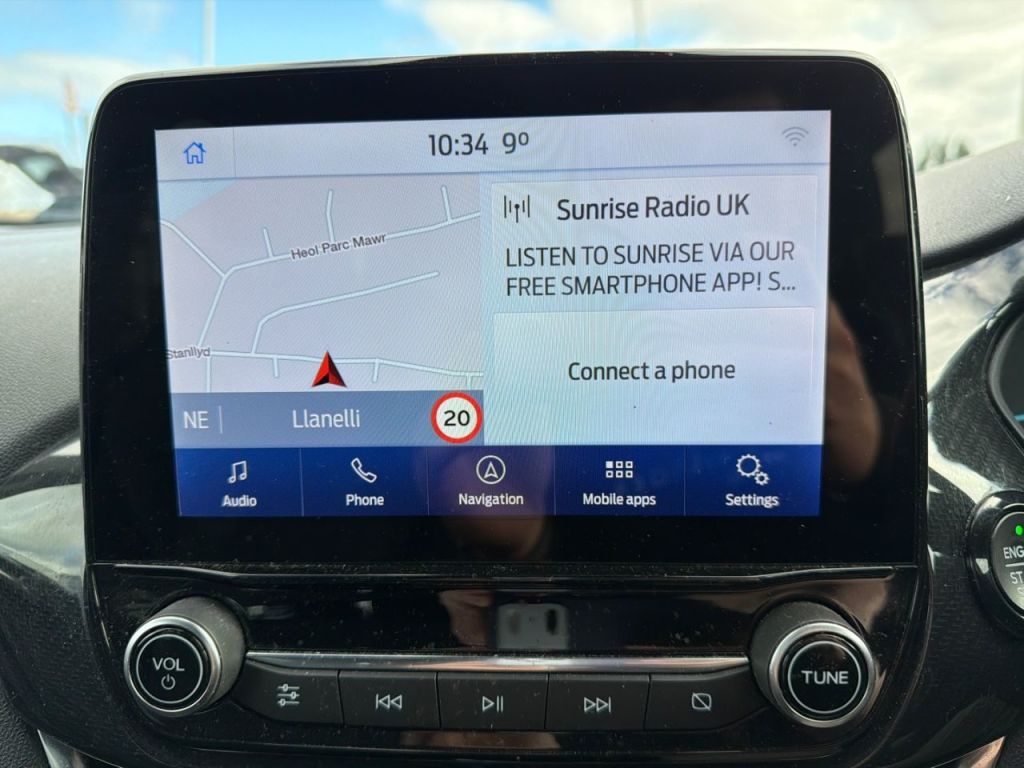 10:34 9º
Sunrise Radio UK
LISTEN TO SUNRISE VIA OUR
FREE SMARTPHONE APP! S...
Heol Parc Mawr
Stanllyd
Connect a phone
NE Llanelli 20
Audio Phone Navigation Mobile apps Settings
VOL
TUNE